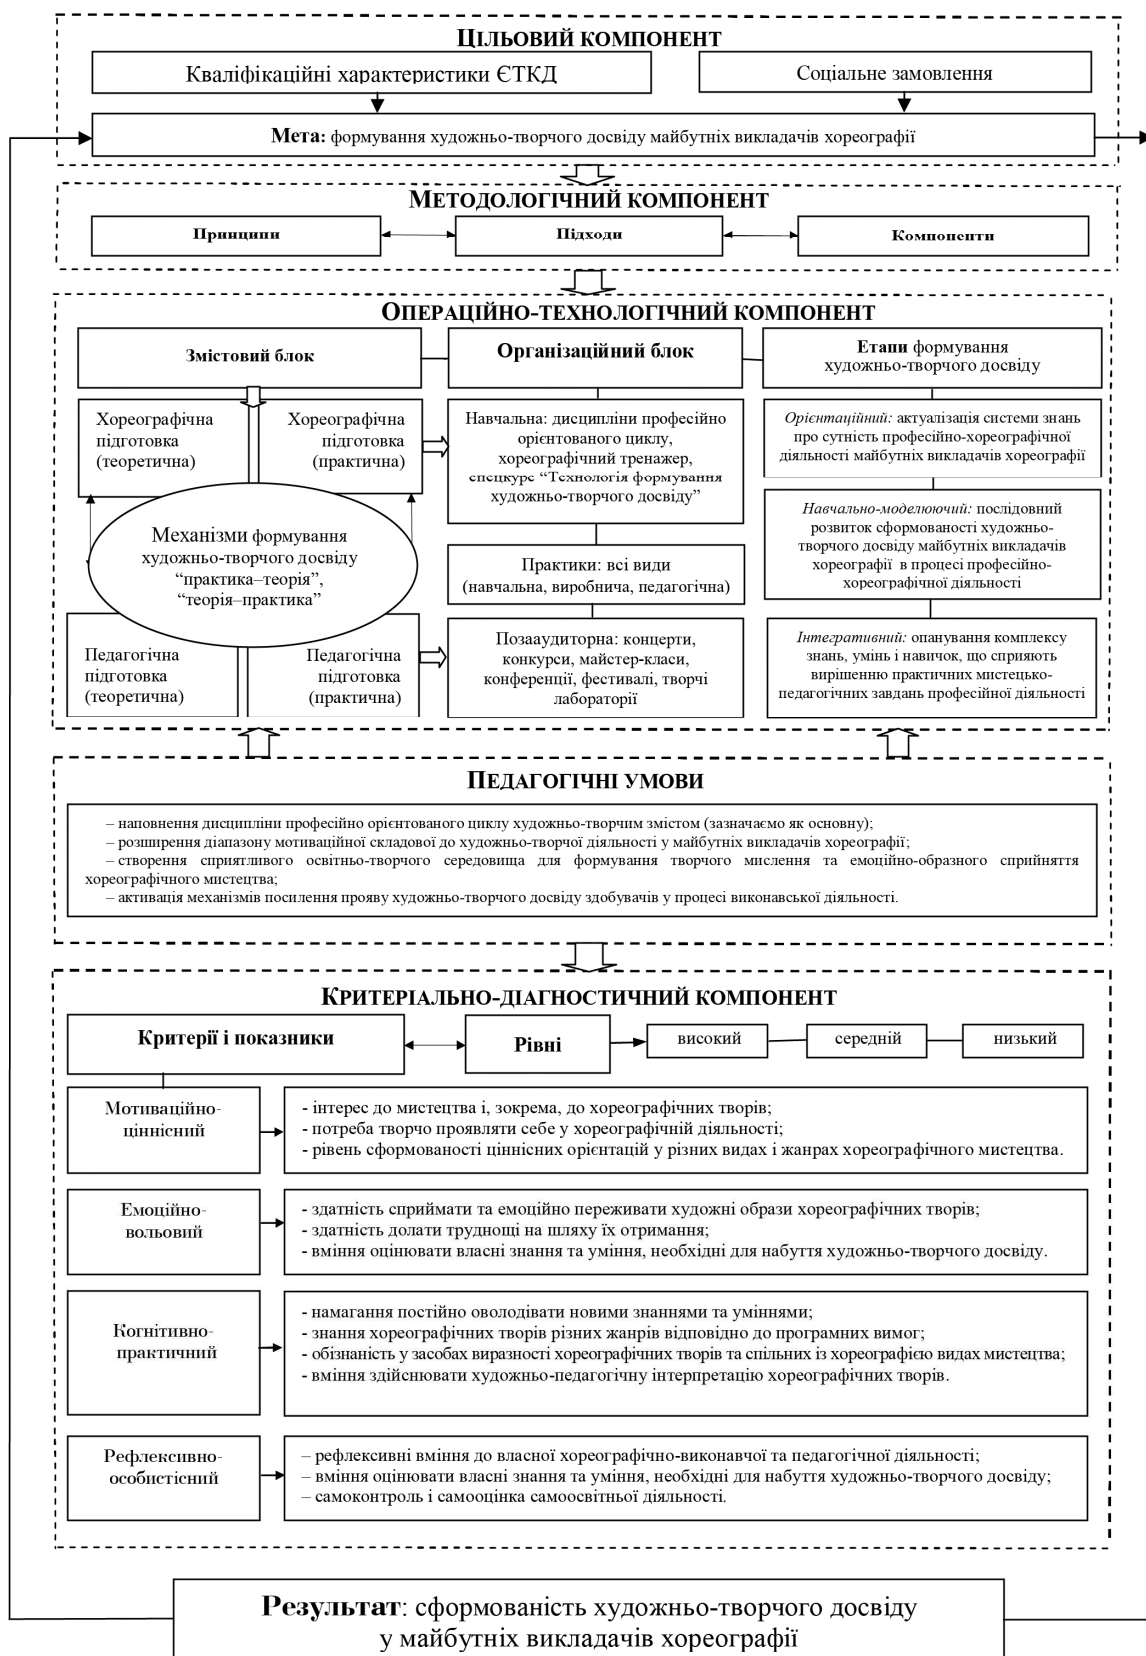 ЦІЛЬОВИЙ КОМПОНЕНТ
Кваліфікаційні характеристики ЄТКД
Соціальне замовлення
Мета: формування художньо-творчого досвіду майбутніх викладачів хореографії
МЕТОДОЛОГІЧНИЙ КОМПОНЕНТ
Принципи
Підходи
Компоненти
ОПЕРАЦІЙНО-ТЕХНОЛОГІЧНИЙ КОМПОНЕНТ
Змістовий блок
Організаційний блок
Етапи формування
художньо-творчого досвіду
Хореографічна
підготовка
(теоретична)
Хореографічна
підготовка
(практична)
Механізми формування
художньо-творчого досвіду
“практика–теорія”,
“теорія–практика”
Педагогічна
підготовка
(теоретична)
Педагогічна
підготовка
(практична)
Навчальна: дисципліни професійно
орієнтованого циклу,
хореографічний тренажер,
спецкурс “Технологія формування
художньо-творчого досвіду”
Практики: всі види
(навчальна, виробнича, педагогічна)
Позааудиторна: концерти,
конкурси, майстер-класи,
конференції, фестивалі, творчі
лабораторії
Орієнтаційний: актуалізація системи знань
про сутність професійно-хореографічної
діяльності майбутніх викладачів хореографії
Навчально-моделюючий: послідовний
розвиток сформованості художньо-
творчого досвіду майбутніх викладачів
хореографії в процесі професійно-
хореографічної діяльності
Інтегративний: опанування комплексу
знань, умінь і навичок, що сприяють
вирішенню практичних мистецько-
педагогічних завдань професійної діяльності
ПЕДАГОГІЧНІ УМОВИ
– наповнення дисципліни професійно орієнтованого циклу художньо-творчим змістом (зазначаємо як основну);
– розширення діапазону мотиваційної складової до художньо-творчої діяльності у майбутніх викладачів хореографії;
– створення сприятливого освітньо-творчого середовища для формування творчого мислення та емоційно-образного сприйняття
хореографічного мистецтва;
– активація механізмів посилення прояву художньо-творчого досвіду здобувачів у процесі виконавської діяльності.
КРИТЕРІАЛЬНО-ДІАГНОСТИЧНИЙ КОМПОНЕНТ
Критерії і показники
Рівні
високий
середній
низький
Мотиваційно-
ціннісний
- інтерес до мистецтва і, зокрема, до хореографічних творів;
- потреба творчо проявляти себе у хореографічній діяльності;
- рівень сформованості ціннісних орієнтацій у різних видах і жанрах хореографічного мистецтва.
Емоційно-
вольовий
- здатність сприймати та емоційно переживати художні образи хореографічних творів;
- здатність долати труднощі на шляху їх отримання;
- вміння оцінювати власні знання та уміння, необхідні для набуття художньо-творчого досвіду.
Когнітивно-
практичний
- намагання постійно оволодівати новими знаннями та уміннями;
- знання хореографічних творів різних жанрів відповідно до програмних вимог;
- обізнаність у засобах виразності хореографічних творів та спільних із хореографією видах мистецтва;
- вміння здійснювати художньо-педагогічну інтерпретацію хореографічних творів.
Рефлексивно-
особистісний
– рефлексивні вміння до власної хореографічно-виконавчої та педагогічної діяльності;
– вміння оцінювати власні знання та уміння, необхідні для набуття художньо-творчого досвіду;
– самоконтроль і самооцінка самоосвітньої діяльності.
Результат: сформованість художньо-творчого досвіду
у майбутніх викладачів хореографії